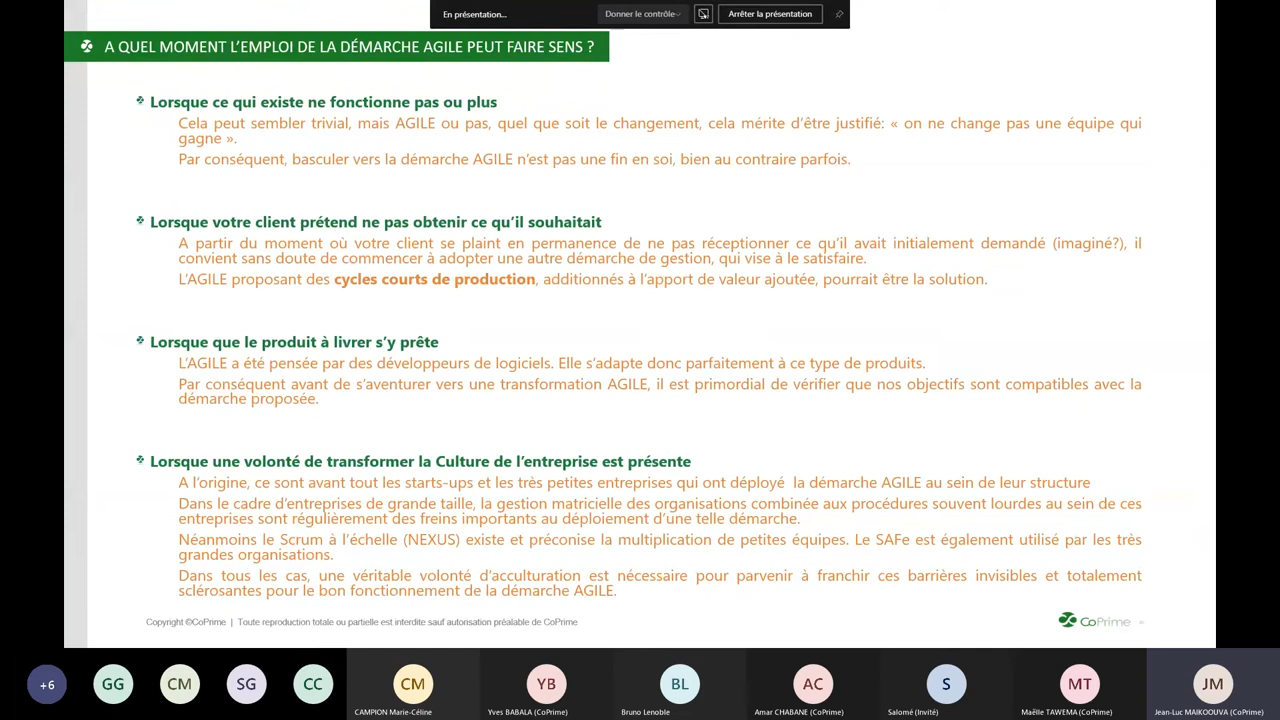 En présentation...
Donner le contrôle
Arrêter la présentation
A QUEL MOMENT L'EMPLOI DE LA DÉMARCHE AGILE PEUT FAIRE SENS ?
Lorsque ce qui existe ne fonctionne pas ou plus
Cela peut sembler trivial, mais AGILE ou pas, quel que soit le changement, cela mérite d'être justifié: « on ne change pas une équipe qui
gagne ».
Par conséquent, basculer vers la démarche AGILE n'est pas une fin en soi, bien au contraire parfois.
Lorsque votre client prétend ne pas obtenir ce qu'il souhaitait
A partir du moment où votre client se plaint en permanence de ne pas réceptionner ce qu'il avait initialement demandé (imaginé?), il
convient sans doute de commencer à adopter une autre démarche de gestion, qui vise à le satisfaire.
L'AGILE proposant des cycles courts de production, additionnés à l'apport de valeur ajoutée, pourrait être la solution.
Lorsque que le produit à livrer s'y prête
L'AGILE a été pensée par des développeurs de logiciels. Elle s'adapte donc parfaitement à ce type de produits.
Par conséquent avant de s'aventurer vers une transformation AGILE, il est primordial de vérifier que nos objectifs sont compatibles avec la
démarche proposée.
Lorsque une volonté de transformer la Culture de l'entreprise est présente
A l'origine, ce sont avant tout les starts-ups et les très petites entreprises qui ont déployé la démarche AGILE au sein de leur structure
Dans le cadre d'entreprises de grande taille, la gestion matricielle des organisations combinée aux procédures souvent lourdes au sein de ces
entreprises sont régulièrement des freins importants au déploiement d'une telle démarche.
Néanmoins le Scrum à l'échelle (NEXUS) existe et préconise la multiplication de petites équipes. Le SAFe est également utilisé par les très
grandes organisations.
Dans tous les cas, une véritable volonté d'acculturation est nécessaire pour parvenir à franchir ces barrières invisibles et totalement
sclérosantes pour le bon fonctionnement de la démarche AGILE.
Copyright ©CoPrime | Toute reproduction totale ou partielle est interdite sauf autorisation préalable de CoPrime
CoPrime
+6
GG
CM
SG
CC
CM
YB
BL
AC
S
MT
JM
CAMPION Marie-Céline
Yves BABALA (CoPrime)
Bruno Lenoble
Amar CHABANE (CoPrime)
Salomé (Invité)
Maëlle TAWEMA (CoPrime)
Jean-Luc MAIKOOUVA (CoPrime)